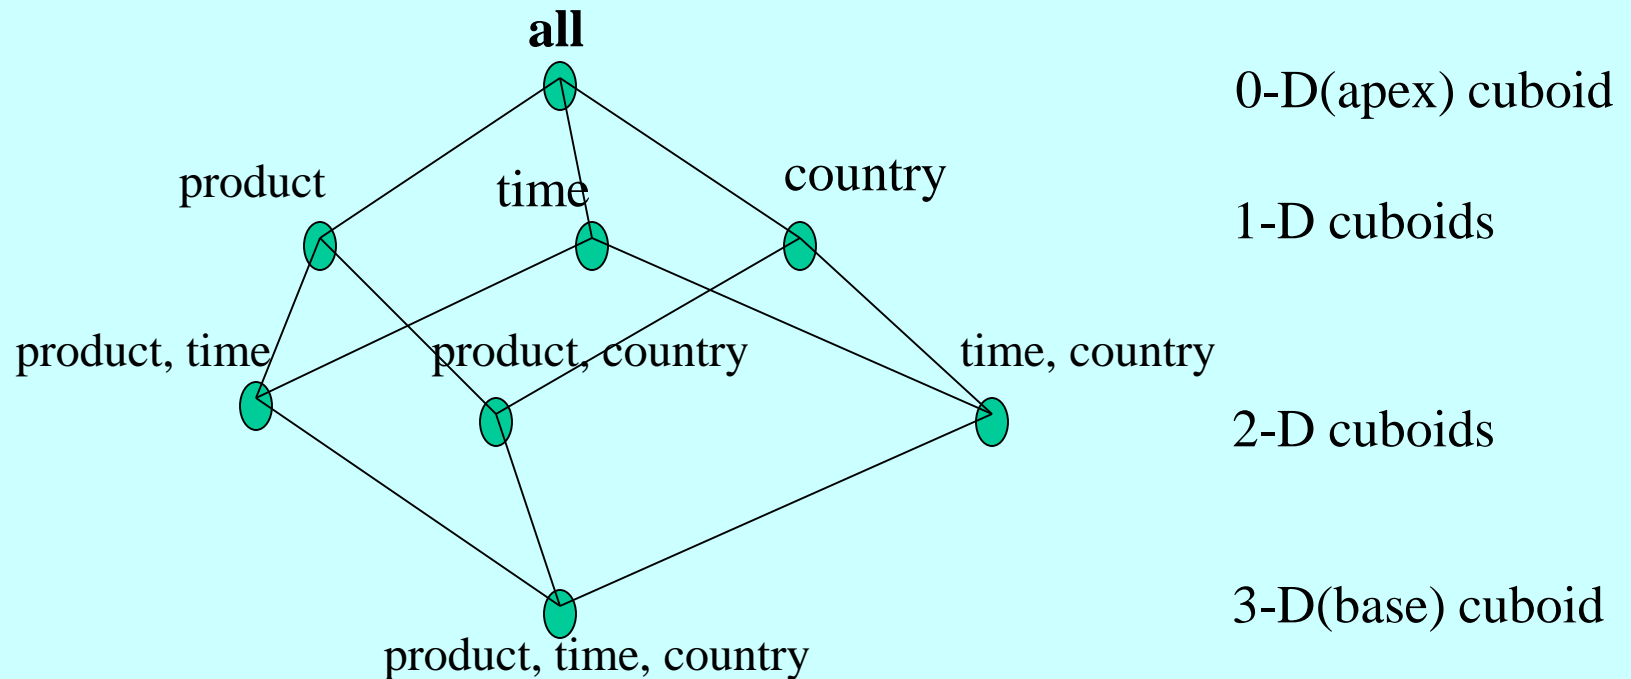 all
0-D(apex) cuboid
product
time
country
1-D cuboids
product, time
product, country
time, country
2-D cuboids
3-D(base) cuboid
product, time, country